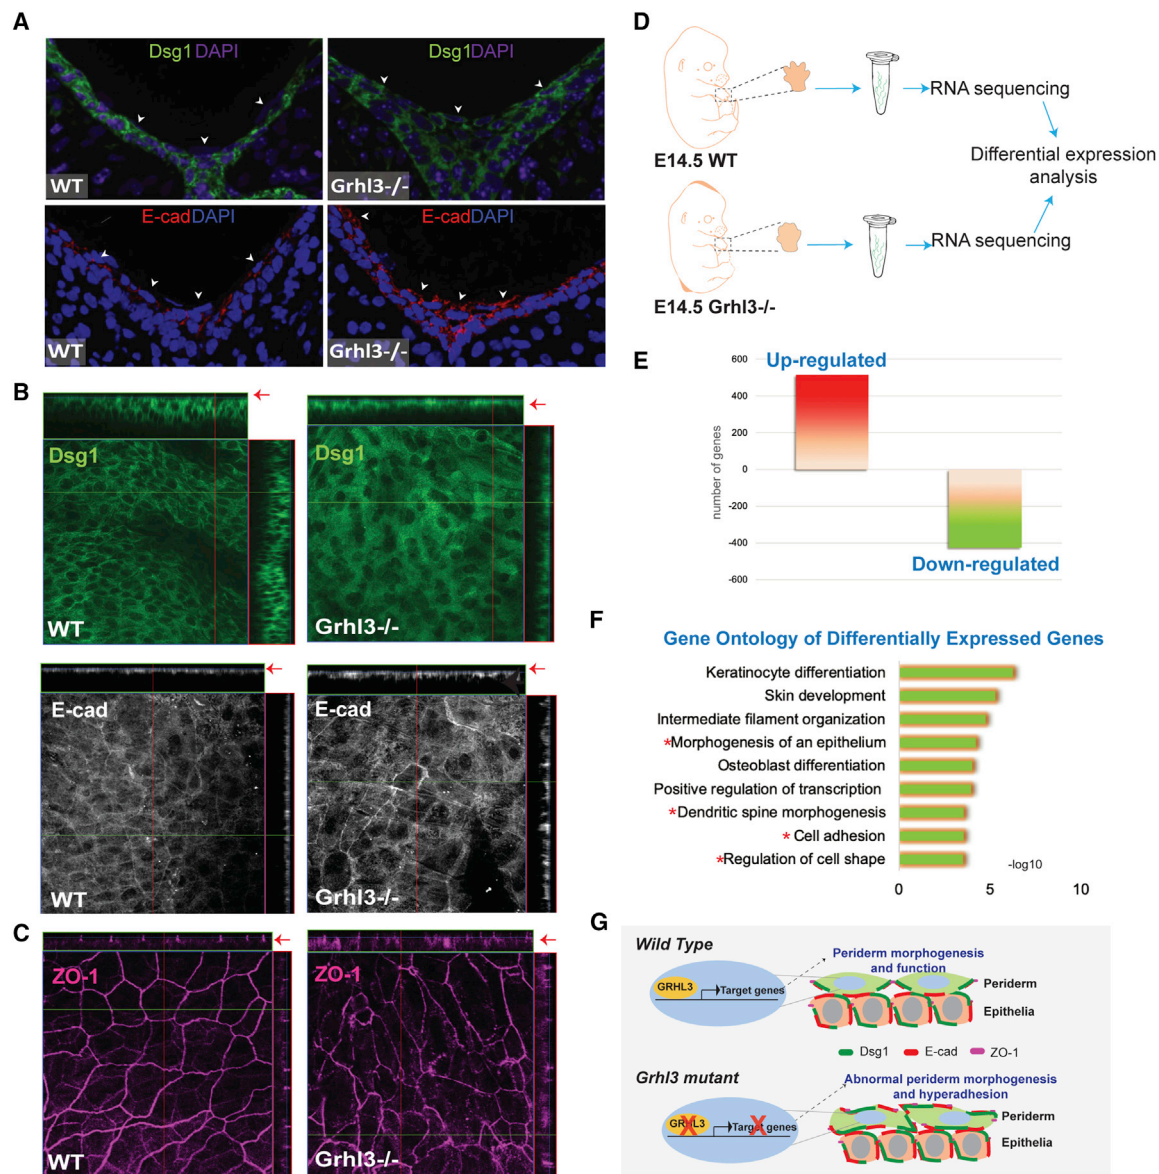 A
Dsg1 DAPI
WT
Dsg1DAPI
Grhl3-/-
E-cadDAPI
WT
E-cadDAPI
Grhl3-/-
B
Dsg1
WT
Dsg1
Grhl3-/-
E-cad
WT
E-cad
Grhl3-/-
C
ZO-1
WT
ZO-1
Grhl3-/-
D
E14.5 WT
RNA sequencing
Differential expression
analysis
E14.5 Grhl3-/-
RNA sequencing
E
number of genes
600
400
200
0
-200
-400
-600
Up-regulated
Down-regulated
F
Gene Ontology of Differentially Expressed Genes
Keratinocyte differentiation
Skin development
Intermediate filament organization
*Morphogenesis of an epithelium
Osteoblast differentiation
Positive regulation of transcription
*Dendritic spine morphogenesis
* Cell adhesion
*Regulation of cell shape
-log10
0 5 10
G
Wild Type
GRHL3
Target genes
Periderm morphogenesis
and function
Periderm
Epithelia
Dsg1 E-cad ZO-1
Grhl3 mutant
GRHL3
Target genes
Abnormal periderm morphogenesis
and hyperadhesion
Periderm
Epithelia